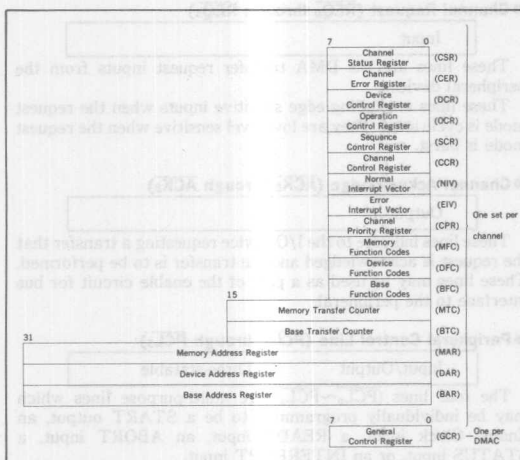 7 0
Channel
Status Register (CSR)
Channel
Error Register (CER)
Device
Control Register (DCR)
Operation
Control Register (OCR)
Sequence
Control Register (SCR)
Channel
Control Register (CCR)
Normal
Interrupt Vector (NIV)
Error
Interrupt Vector (EIV)
Channel
Priority Register (CPR)
One set per
channel
Memory
Function Codes (MFC)
Device
Function Codes (DFC)
Base
Function Codes (BFC)
15
Memory Transfer Counter (MTC)
Base Transfer Counter (BTC)
31
Memory Address Register (MAR)
Device Address Register (DAR)
Base Address Register (BAR)
7 0
General
Control Register (GCR)
One per
DMAC